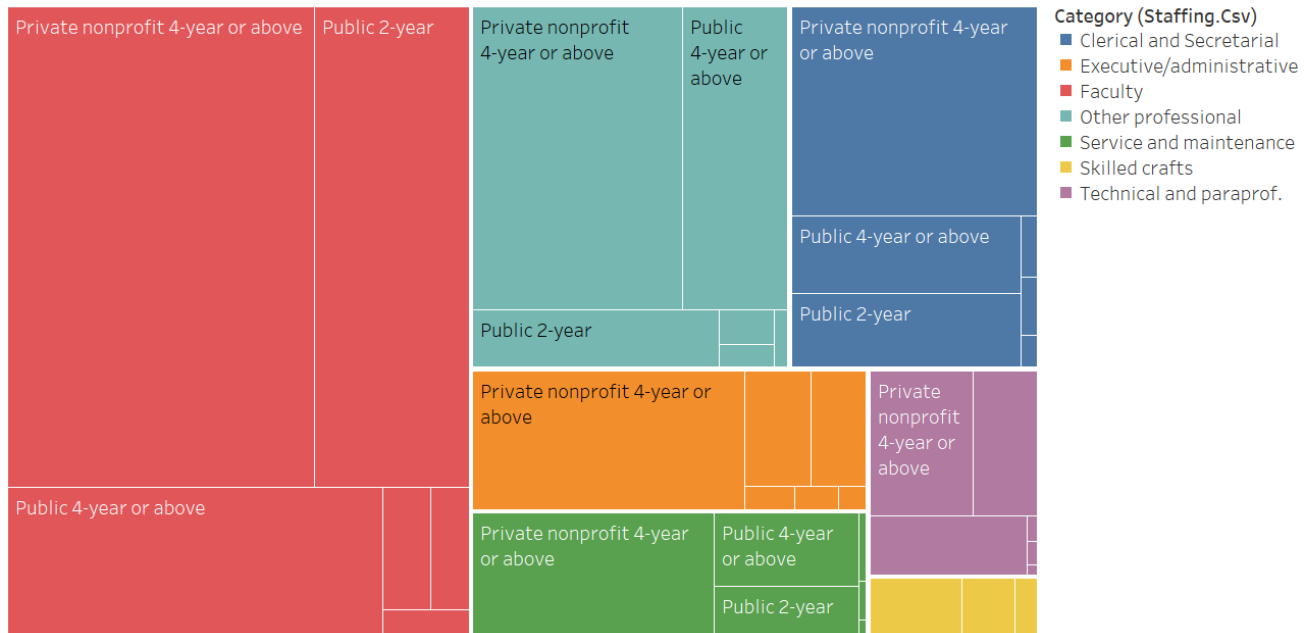 Private nonprofit 4-year or above
Public 2-year
Public 4-year or above
Private nonprofit
4-year or above
Public
4-year or
above
Public 2-year
Private nonprofit 4-year
or above
Public 4-year or above
Public 2-year
Private nonprofit 4-year or
above
Private nonprofit 4-year
or above
Public 4-year
or above
Public 2-year
Private
nonprofit
4-year or
above
Category (Staffing.Csv)
Clerical and Secretarial
Executive/administrative
Faculty
Other professional
Service and maintenance
Skilled crafts
Technical and paraprof.